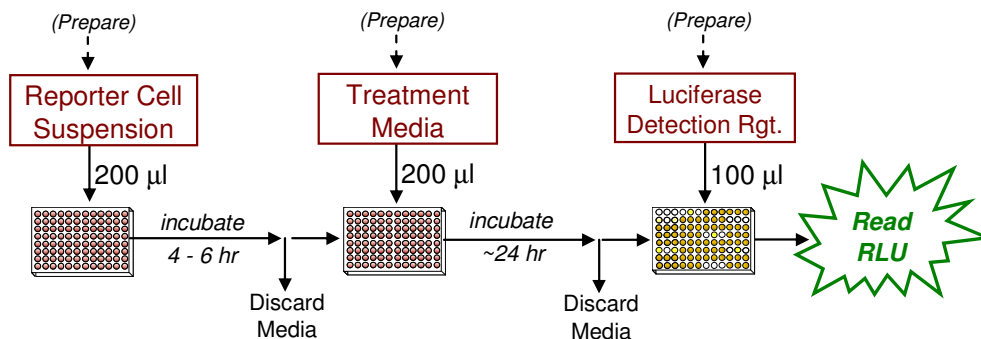 (Prepare)
(Prepare)
(Prepare)
Reporter Cell
Suspension
Treatment
Media
Luciferase
Detection Rgt.
200 µl
200 µl
100 µl
incubate
4 - 6 hr
incubate
~24 hr
Read
RLU
Discard
Media
Discard
Media